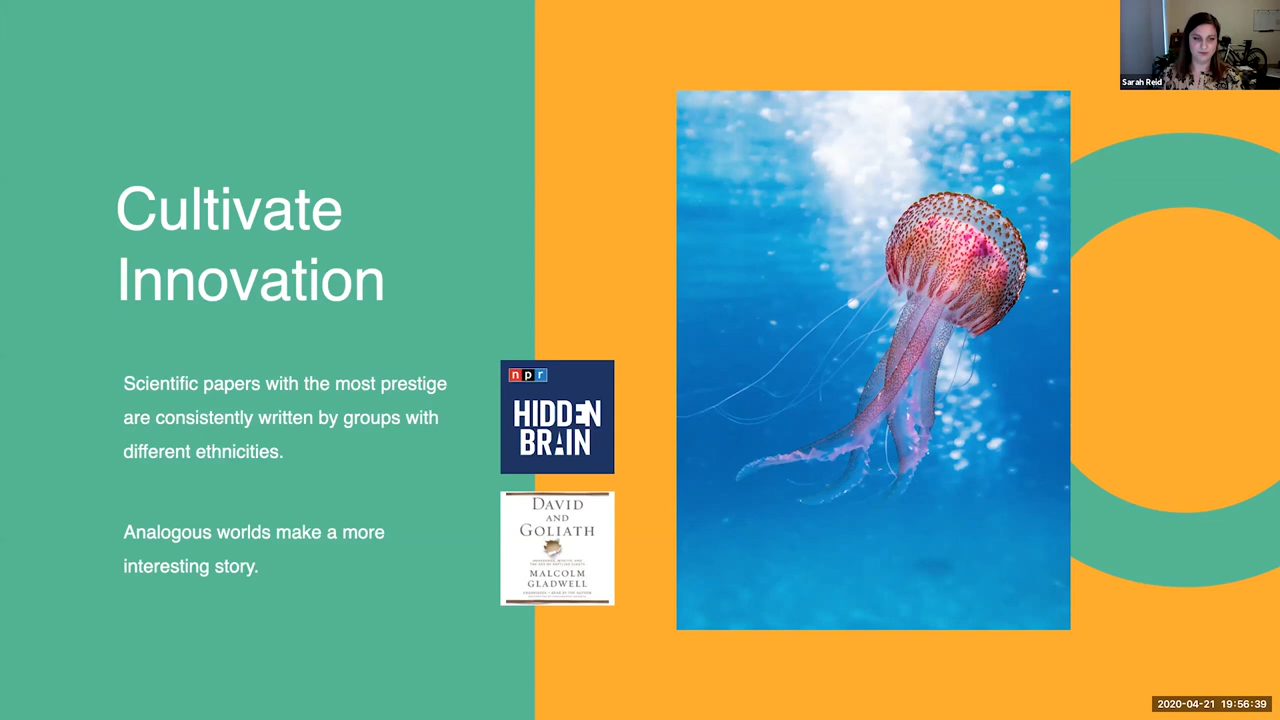 Sarah Reid
Cultivate
Innovation
Scientific papers with the most prestige
are consistently written by groups with
different ethnicities.
npr
HIDDEN
BRAIN
Analogous worlds make a more
interesting story.
DAVID
AND
GOLIATH
MALCOLM
GLADWELL
2020-04-21 19:56:39